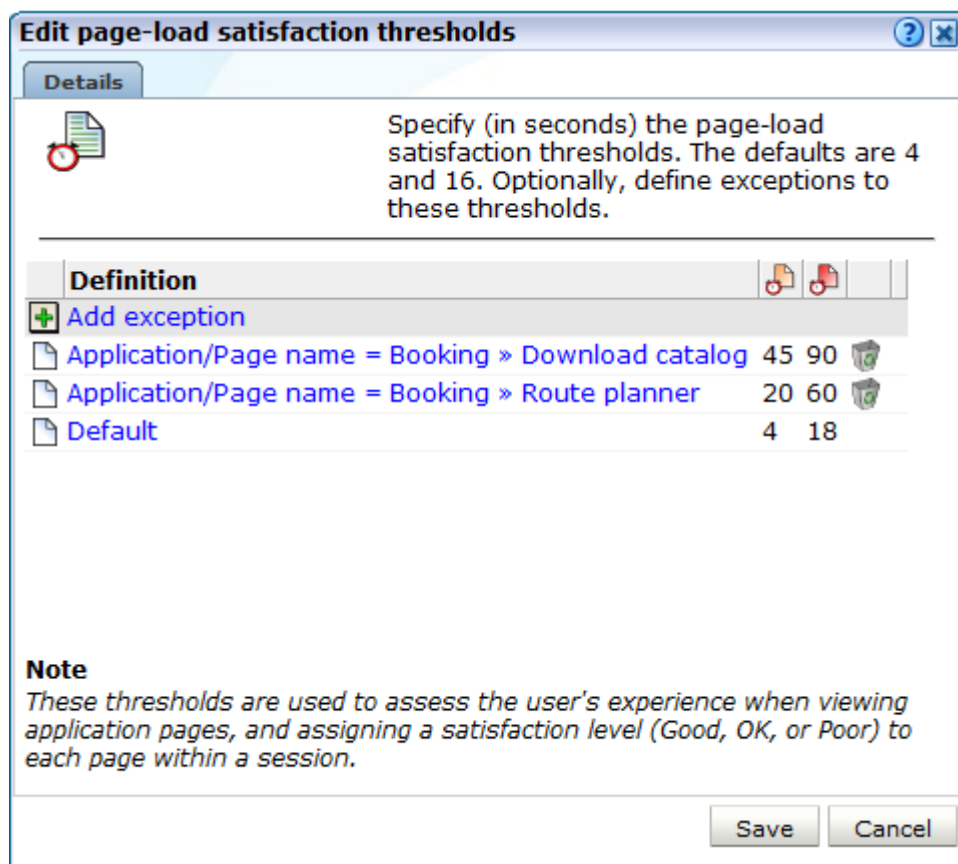 Edit page-load satisfaction thresholds
?
Details
Specify (in seconds) the page-load
satisfaction thresholds. The defaults are 4
and 16. Optionally, define exceptions to
these thresholds.
Definition
Add exception
Application/Page name = Booking » Download catalog 45 90
Application/Page name = Booking » Route planner 20 60
Default 4 18
Note
These thresholds are used to assess the user's experience when viewing
application pages, and assigning a satisfaction level (Good, OK, or Poor) to
each page within a session.
Save Cancel